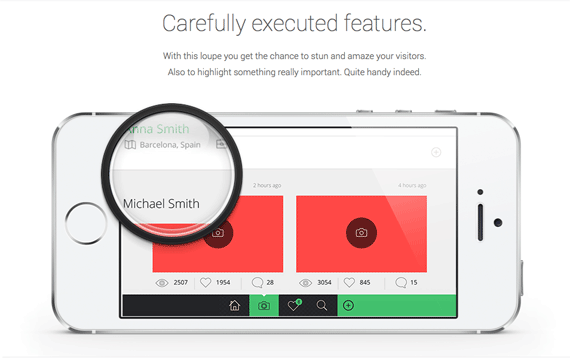 Carefully executed features.
With this loupe you get the chance to stun and amaze your visitors.
Also to highlight something really important. Quite handy indeed.
Anna Smith
Barcelona, Spain
2 hours ago
4 hours ago
Michael Smith
2507 1954 28
3054 845 15